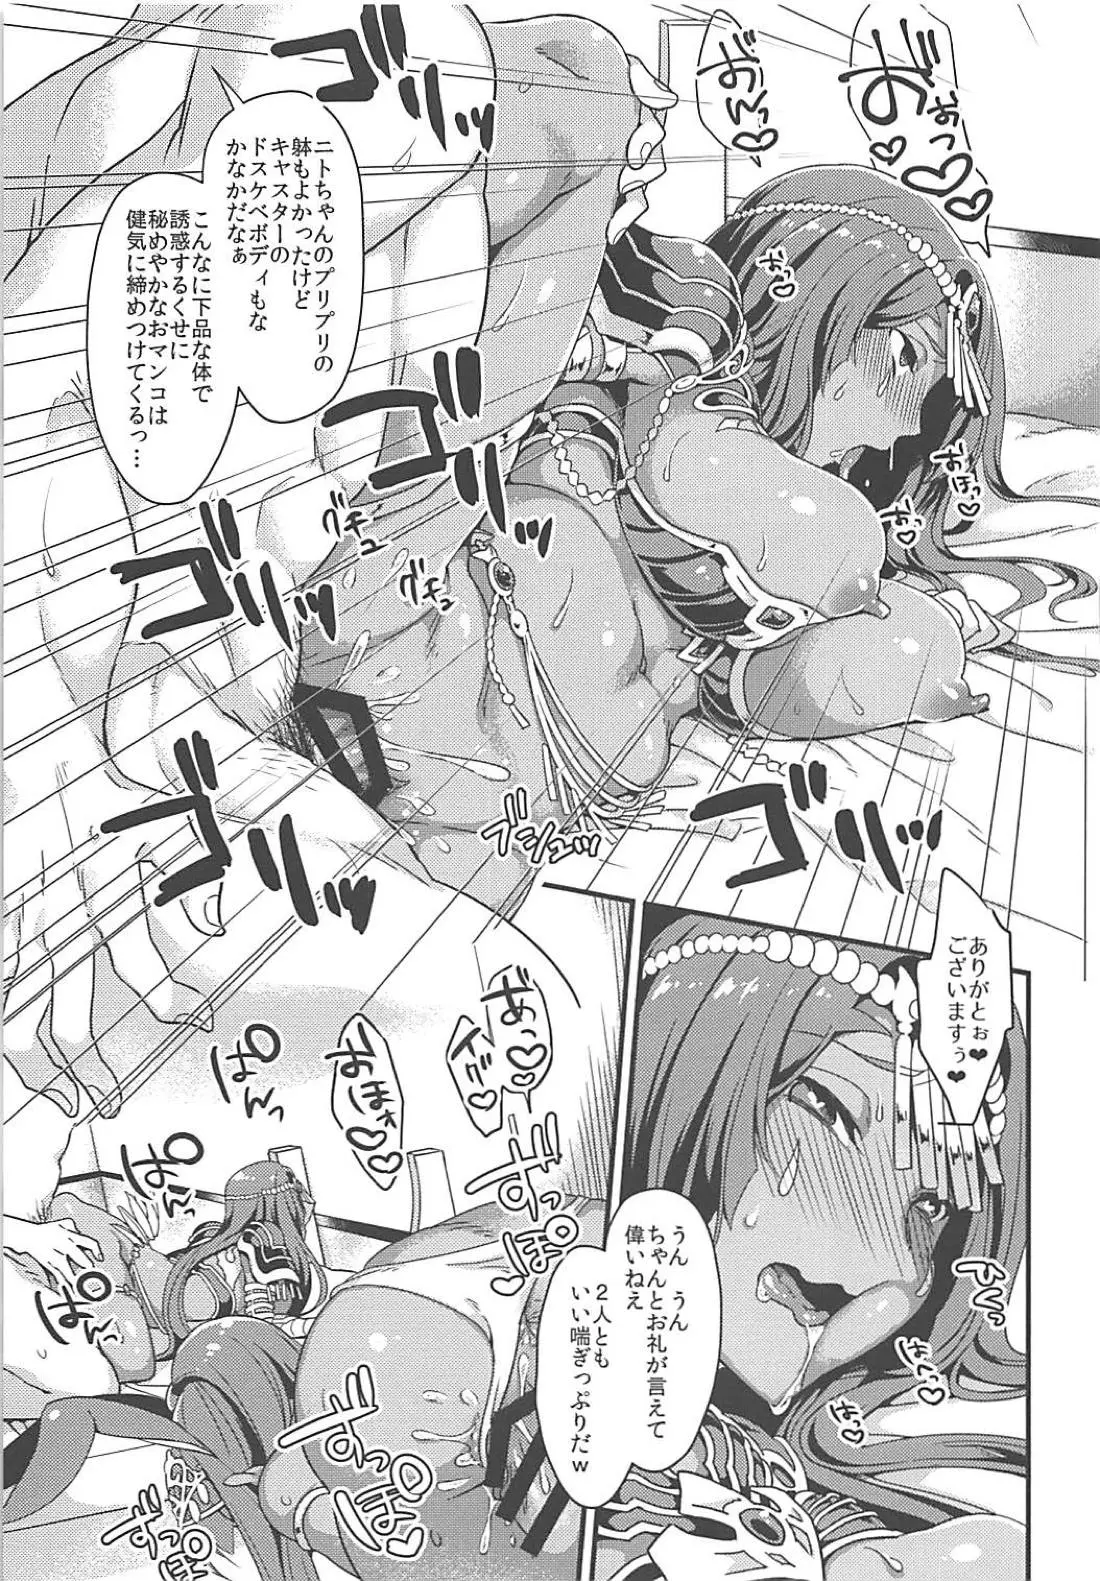 おおぉっ♥♥
おんっ♥
ニトちゃんのプリプリの
躰もよかったけど
キャスターの
ドスケベボディもな
かなかだなぁ
こんなに下品な体で
誘惑するくせに
秘めやかなおマンコは
健気に締めつけてくるっ…
おっ♥
おほっ♥
おっ♥
ゴリッ
ゴリッ
ゴリッ
ゴリッ
ゴリッ
グチュ
グチュ
ブシュッ
ありがとぉ♥
ございますぅ♥
うん うん
ちゃんとお礼が言えて
偉いねえ
2人とも
いい喘ぎっぷりだw
ひくっ
はーっ♥
はっ♥
あっ♥
イグ♥
おほォ♥♥
ぱんっ
ぱんっ
ぱんっ
ずっぽ
ずっぽ
ずっぽ